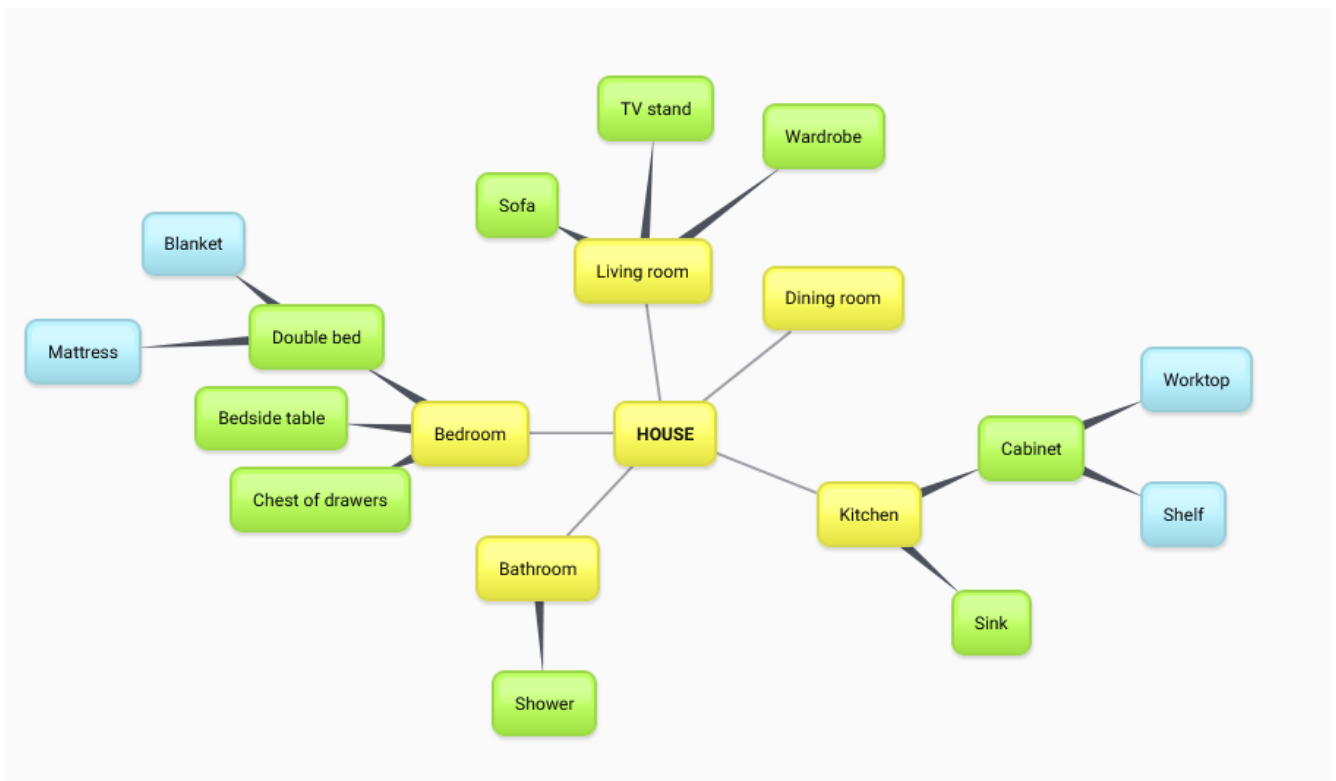 TV stand
Wardrobe
Sofa
Blanket
Living room
Dining room
Double bed
Mattress
Worktop
Bedside table
Bedroom
HOUSE
Cabinet
Chest of drawers
Kitchen
Shelf
Bathroom
Sink
Shower